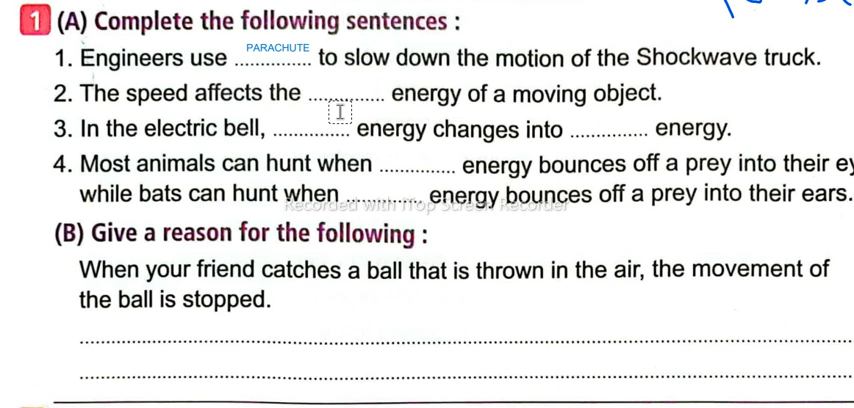 1 (A) Complete the following sentences :
1. Engineers use ..PARACHUTE.. to slow down the motion of the Shockwave truck.
2. The speed affects the .............. energy of a moving object.
3. In the electric bell, .............. energy changes into .............. energy.
4. Most animals can hunt when .............. energy bounces off a prey into their ey
while bats can hunt when .............. energy bounces off a prey into their ears.
Recorded with iTop Screen Recorder
(B) Give a reason for the following :
When your friend catches a ball that is thrown in the air, the movement of
the ball is stopped.